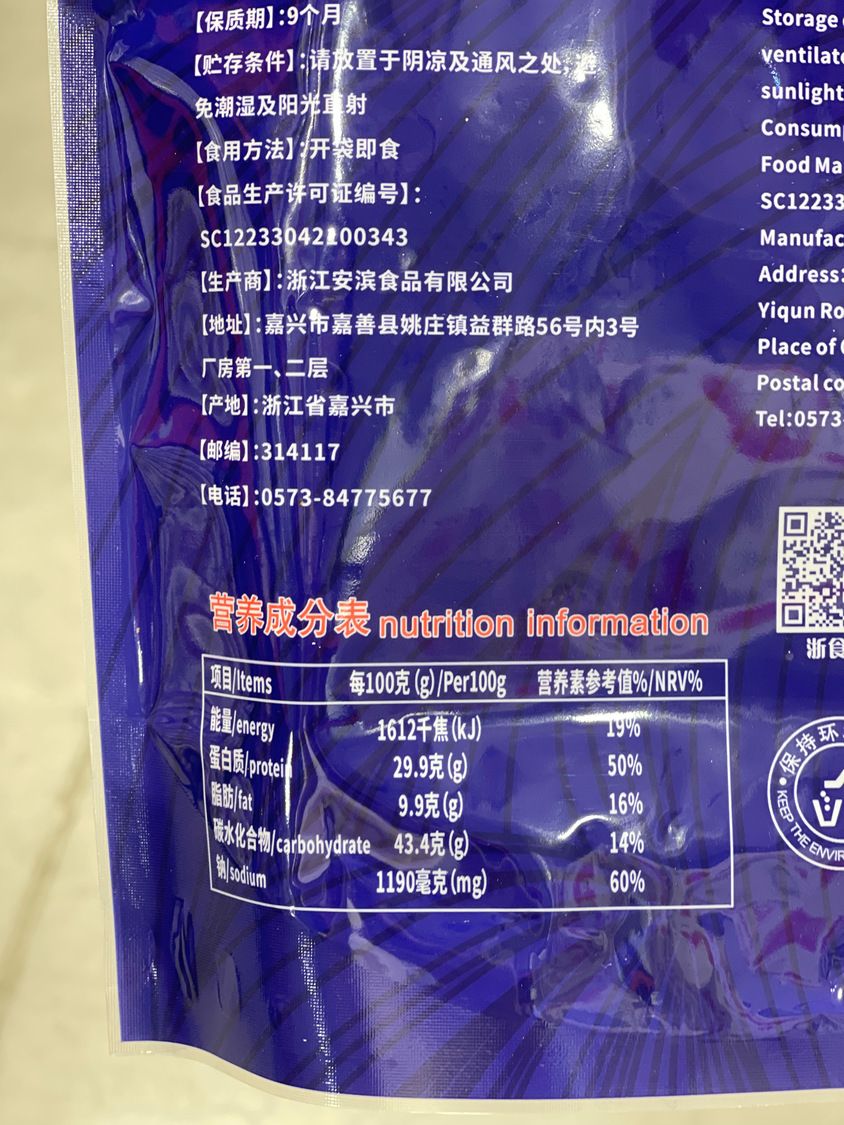 【保质期】:9个月
【贮存条件】:请放置于阴凉及通风之处,避
免潮湿及阳光直射
【食用方法】:开袋即食
【食品生产许可证编号】:
SC12233042100343
【生产商】:浙江安滨食品有限公司
【地址】:嘉兴市嘉善县姚庄镇益群路56号内3号
厂房第一、二层
【产地】:浙江省嘉兴市
【邮编】:314117
【电话】:0573-84775677
Storage
ventilate
sunlight
Consum
Food Ma
SC12233
Manufac
Address:
Yiqun Ro
Place of
Postal co
Tel:0573-
浙食
营养成分表 nutrition information
项目/Items 每100克(g)/Per100g 营养素参考值%/NRV%
能量/energy 1612千焦(kJ) 19%
蛋白质/protein 29.9克(g) 50%
脂肪/fat 9.9克(g) 16%
碳水化合物/carbohydrate 43.4克(g) 14%
钠/sodium 1190毫克(mg) 60%
保持环
KEEP THE ENVIR